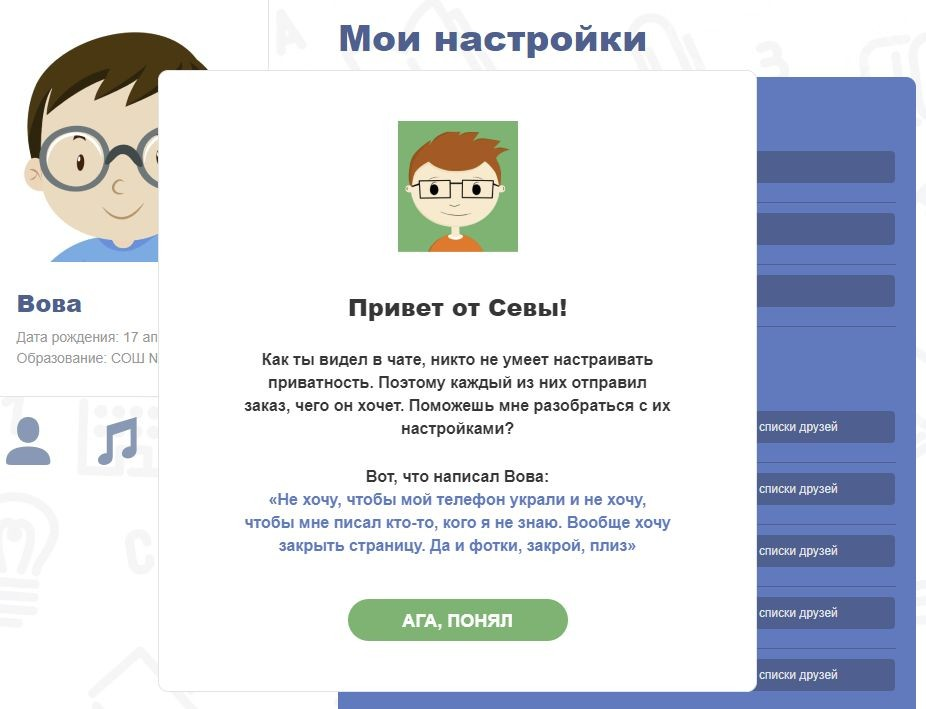 Мои настройки
Вова
Дата рождения: 17 ап
Образование: СОШ N
Привет от Севы!
Как ты видел в чате, никто не умеет настраивать
приватность. Поэтому каждый из них отправил
заказ, чего он хочет. Поможешь мне разобраться с их
настройками?
Вот, что написал Вова:
«Не хочу, чтобы мой телефон украли и не хочу,
чтобы мне писал кто-то, кого я не знаю. Вообще хочу
закрыть страницу. Да и фотки, закрой, плиз»
АГА, ПОНЯЛ
списки друзей
списки друзей
списки друзей
списки друзей
списки друзей